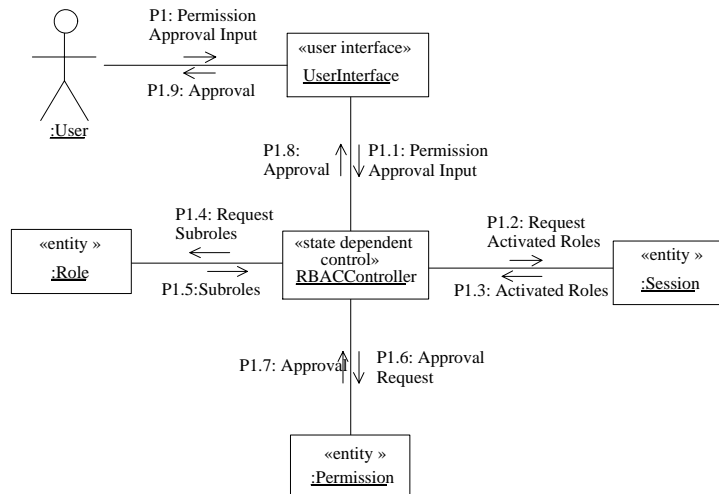 P1: Permission
Approval Input
«user interface»
UserInterface
P1.9: Approval
:User
P1.8:
Approval
P1.1: Permission
Approval Input
P1.4: Request
Subroles
P1.2: Request
Activated Roles
«entity »
:Role
«state dependent
control»
RBACController
«entity »
:Session
P1.5:Subroles
P1.3: Activated Roles
P1.7: Approval
P1.6: Approval
Request
«entity »
:Permission